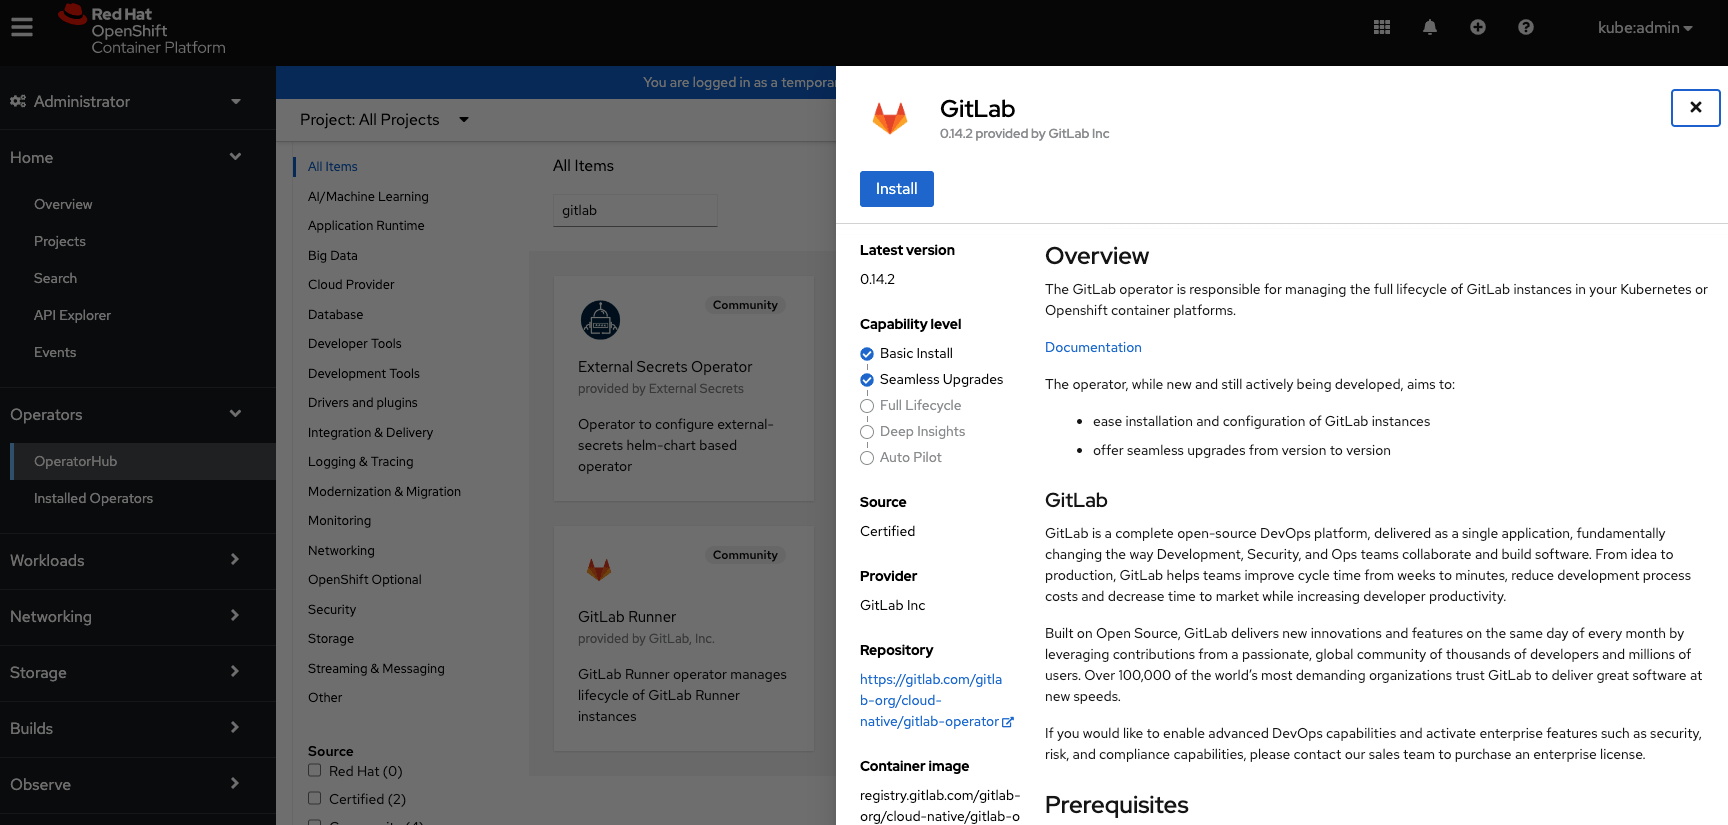 Red Hat
OpenShift
Container Platform
kube:admin
Administrator
Home
Overview
Projects
Search
API Explorer
Events
Operators
OperatorHub
Installed Operators
Workloads
Networking
Storage
Builds
Observe
You are logged in as a tempora
Project: All Projects
All Items
AI/Machine Learning
Application Runtime
Big Data
Cloud Provider
Database
Developer Tools
Development Tools
Drivers and plugins
Integration & Delivery
Logging & Tracing
Modernization & Migration
Monitoring
Networking
OpenShift Optional
Security
Storage
Streaming & Messaging
Other
Source
Red Hat (0)
Certified (2)
All Items
gitlab
Community
External Secrets Operator
provided by External Secrets
Operator to configure external-
secrets helm-chart based
operator
Community
GitLab Runner
provided by GitLab, Inc.
GitLab Runner operator manages
lifecycle of GitLab Runner
instances
GitLab
0.14.2 provided by GitLab Inc
Install
Latest version
0.14.2
Capability level
Basic Install
Seamless Upgrades
Full Lifecycle
Deep Insights
Auto Pilot
Source
Certified
Provider
GitLab Inc
Repository
https://gitlab.com/gitla
b-org/cloud-
native/gitlab-operator
Container image
registry.gitlab.com/gitlab-
org/cloud-native/gitlab-o
Overview
The GitLab operator is responsible for managing the full lifecycle of GitLab instances in your Kubernetes or
Openshift container platforms.
Documentation
The operator, while new and still actively being developed, aims to:
• ease installation and configuration of GitLab instances
• offer seamless upgrades from version to version
GitLab
GitLab is a complete open-source DevOps platform, delivered as a single application, fundamentally
changing the way Development, Security, and Ops teams collaborate and build software. From idea to
production, GitLab helps teams improve cycle time from weeks to minutes, reduce development process
costs and decrease time to market while increasing developer productivity.
Built on Open Source, GitLab delivers new innovations and features on the same day of every month by
leveraging contributions from a passionate, global community of thousands of developers and millions of
users. Over 100,000 of the world's most demanding organizations trust GitLab to deliver great software at
new speeds.
If you would like to enable advanced DevOps capabilities and activate enterprise features such as security,
risk, and compliance capabilities, please contact our sales team to purchase an enterprise license.
Prerequisites